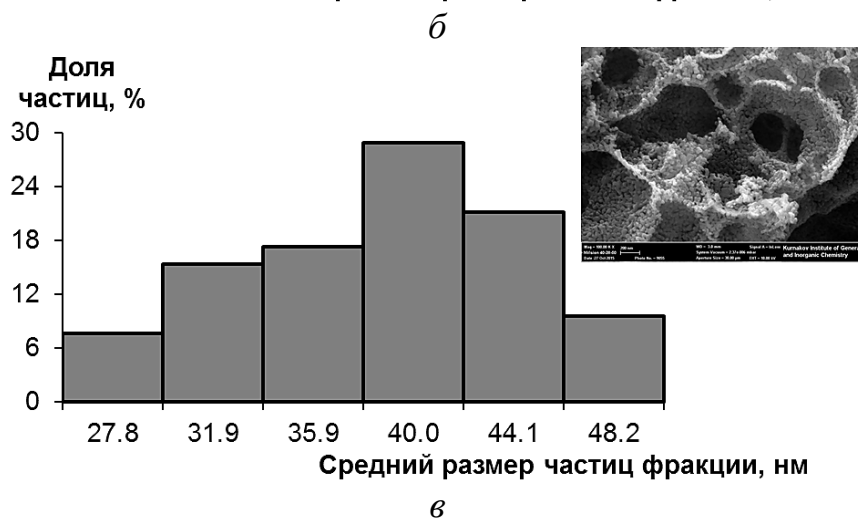 б
Доля
частиц, %
30
24
18
12
6
0
27.8 31.9 35.9 40.0 44.1 48.2
Средний размер частиц фракции, нм
Kurnakov Institute of General
and Inorganic Chemistry
в